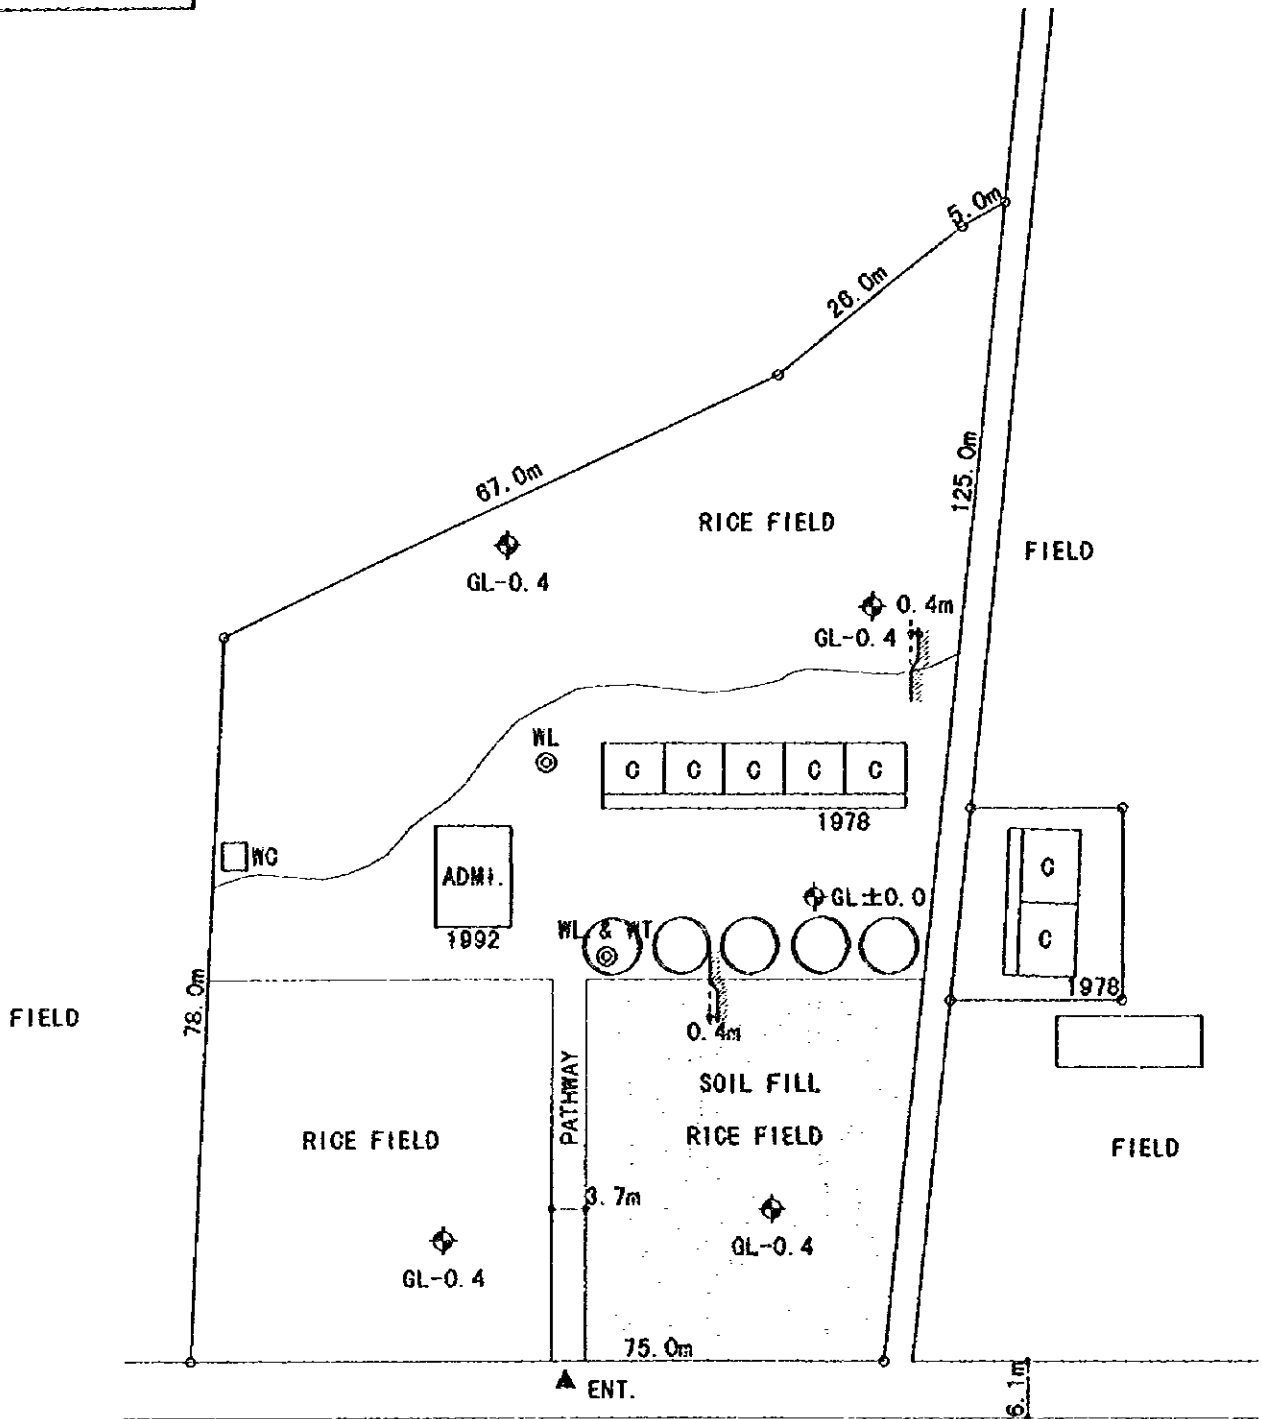 5.0m
26.0m
125.0m
67.0m
RICE FIELD
FIELD
GL-0.4
0.4m
GL-0.4
WL
C C C C C
1978
WC
ADMI.
1992
C
C
1978
GL±0.0
WL & WT
78.0m
FIELD
0.4m
PATHWAY
SOIL FILL
RICE FIELD
RICE FIELD
FIELD
3.7m
GL-0.4
GL-0.4
75.0m
ENT.
6.1m